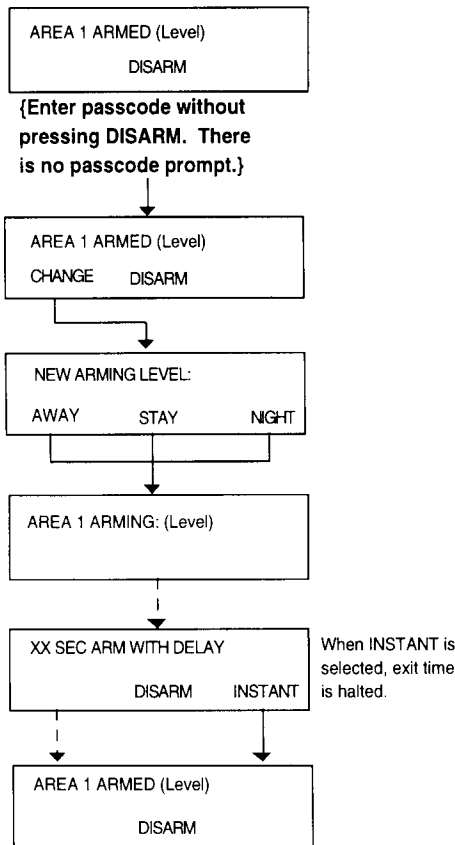 AREA 1 ARMED (Level)
DISARM
{Enter passcode without
pressing DISARM. There
is no passcode prompt.}
AREA 1 ARMED (Level)
CHANGE DISARM
NEW ARMING LEVEL:
AWAY STAY NIGHT
AREA 1 ARMING: (Level)
XX SEC ARM WITH DELAY
DISARM INSTANT
When INSTANT is
selected, exit time
is halted.
AREA 1 ARMED (Level)
DISARM